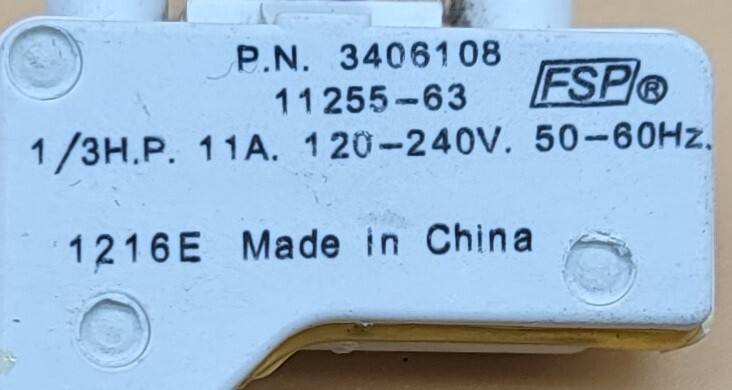 P.N. 3406108
11255-63
FSP®
1/3H.P. 11A. 120-240V. 50-60Hz.
1216E Made in China